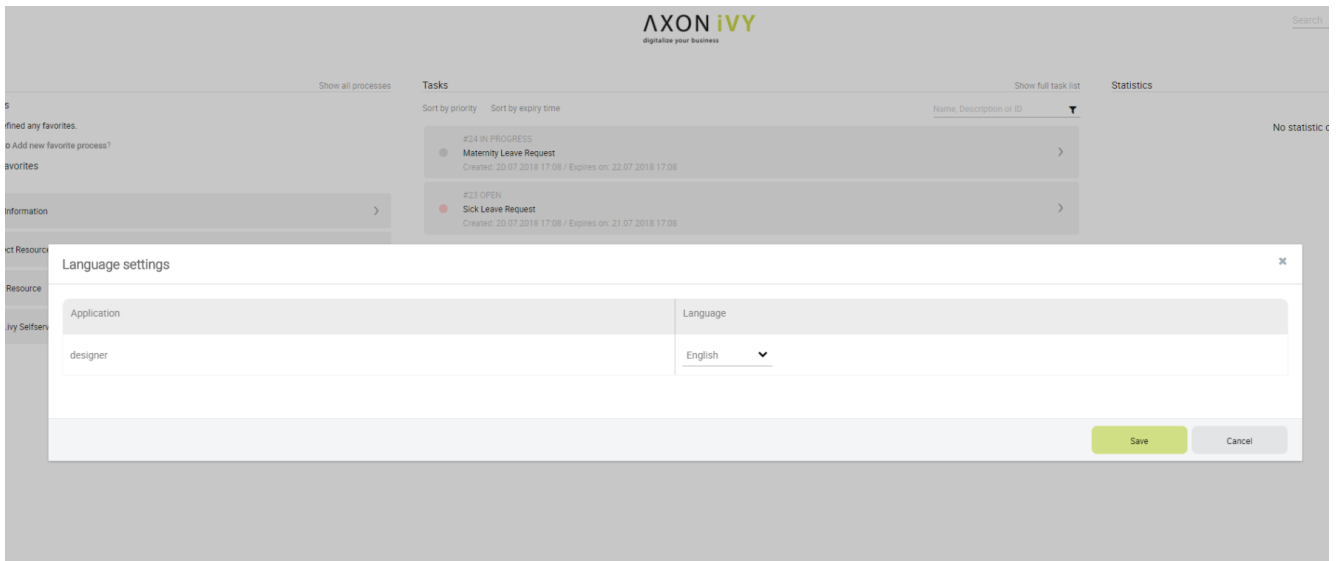 AXON iVY
digitalize your business
Search
Show all processes
Tasks
Show full task list
Statistics
s
Sort by priority Sort by expiry time
Name, Description or ID
efined any favorites.
No statistic c
o Add new favorite process?
avorites
#24 IN PROGRESS
Maternity Leave Request
Created: 20.07.2018 17:08 / Expires on: 22.07.2018 17:08
#23 OPEN
Information
Sick Leave Request
Created: 20.07.2018 17:08 / Expires on: 21.07.2018 17:08
ect Resource
Resource
.ivy Selfserv
Language settings
Application
Language
designer
English
Save
Cancel